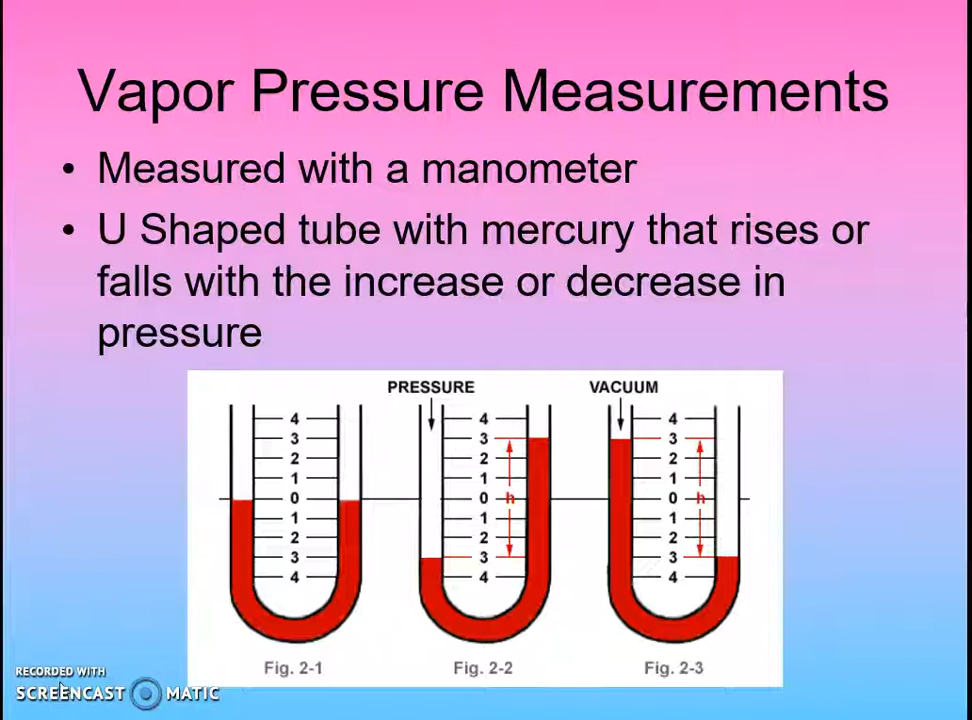 Vapor Pressure Measurements
• Measured with a manometer
• U Shaped tube with mercury that rises or
falls with the increase or decrease in
pressure
PRESSURE VACUUM
4 4 4
3 3 3
2 2 2
1 1 1
0 0 h 0 h
1 1 1
2 2 2
3 3 3
4 4 4
Fig. 2-1 Fig. 2-2 Fig. 2-3
RECORDED WITH
SCREENCAST MATIC